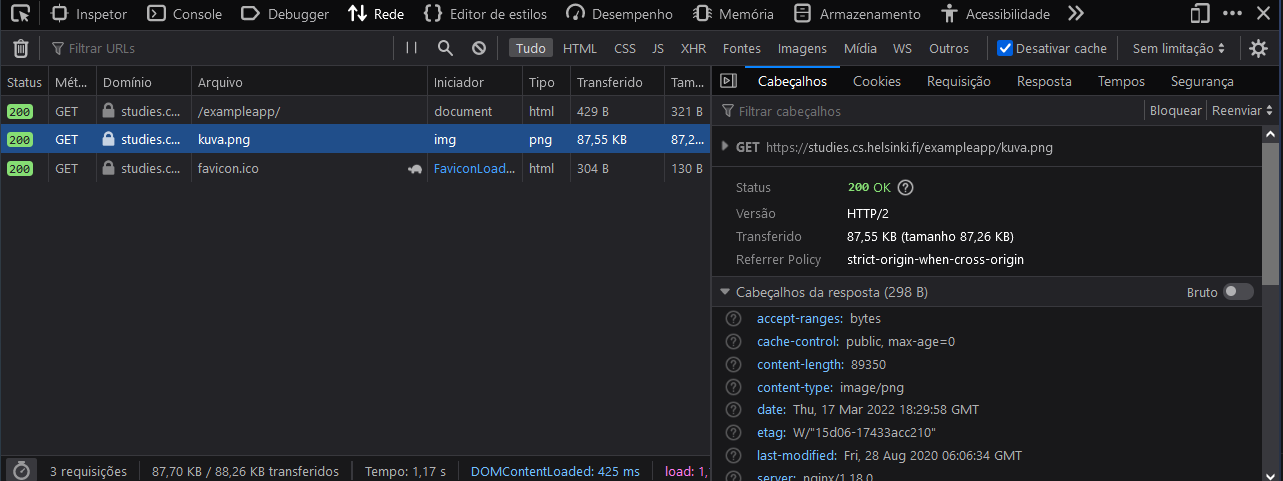 Inspetor Console Depurador Rede Editor de estilos Desempenho Memória Armazenamento Acessibilidade
Filtrar URLs Tudo HTML CSS JS XHR Fontes Imagens Mídia WS Outros Desativar cache Sem limitação
Status Mét... Domínio Arquivo Iniciador Tipo Transferido Tam...
200 GET studies.c... /exampleapp/ document html 429 B 321 B
200 GET studies.c... kuva.png img png 87,55 KB 87,2...
200 GET studies.c... favicon.ico FaviconLoad... html 304 B 130 B
3 requisições 87,70 KB / 88,26 KB transferidos Tempo: 1,17 s DOMContentLoaded: 425 ms load: 1,
Cabeçalhos Cookies Requisição Resposta Tempos Segurança
Filtrar cabeçalhos Bloquear Reenviar
GET https://studies.cs.helsinki.fi/exampleapp/kuva.png
Status 200 OK
Versão HTTP/2
Transferido 87,55 KB (tamanho 87,26 KB)
Referrer Policy strict-origin-when-cross-origin
Cabeçalhos da resposta (298 B) Bruto
accept-ranges: bytes
cache-control: public, max-age=0
content-length: 89350
content-type: image/png
date: Thu, 17 Mar 2022 18:29:58 GMT
etag: W/"15d06-17433acc210"
last-modified: Fri, 28 Aug 2020 06:06:34 GMT
server: nginx/1.18.0